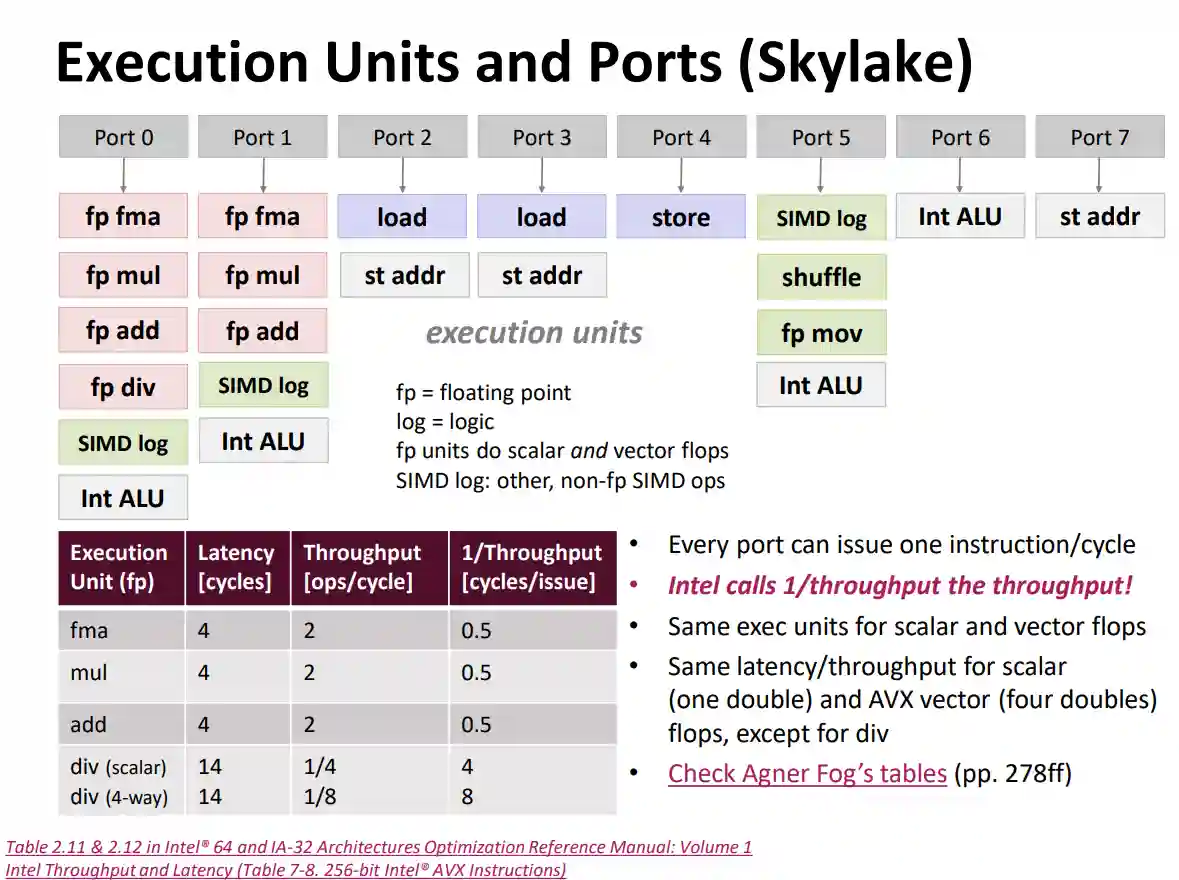 Execution Units and Ports (Skylake)
Port 0 Port 1 Port 2 Port 3 Port 4 Port 5 Port 6 Port 7
fp fma fp fma load load store SIMD log Int ALU st addr
fp mul fp mul st addr st addr shuffle
fp add fp add execution units fp mov
fp div SIMD log Int ALU
SIMD log Int ALU
Int ALU
fp = floating point
log = logic
fp units do scalar and vector flops
SIMD log: other, non-fp SIMD ops
Execution Latency Throughput 1/Throughput
Unit (fp) [cycles] [ops/cycle] [cycles/issue]
fma 4 2 0.5
mul 4 2 0.5
add 4 2 0.5
div (scalar) 14 1/4 4
div (4-way) 14 1/8 8
• Every port can issue one instruction/cycle
• Intel calls 1/throughput the throughput!
• Same exec units for scalar and vector flops
• Same latency/throughput for scalar
(one double) and AVX vector (four doubles)
flops, except for div
• Check Agner Fog’s tables (pp. 278ff)
Table 2.11 & 2.12 in Intel® 64 and IA-32 Architectures Optimization Reference Manual: Volume 1
Intel Throughput and Latency (Table 7-8. 256-bit Intel® AVX Instructions)